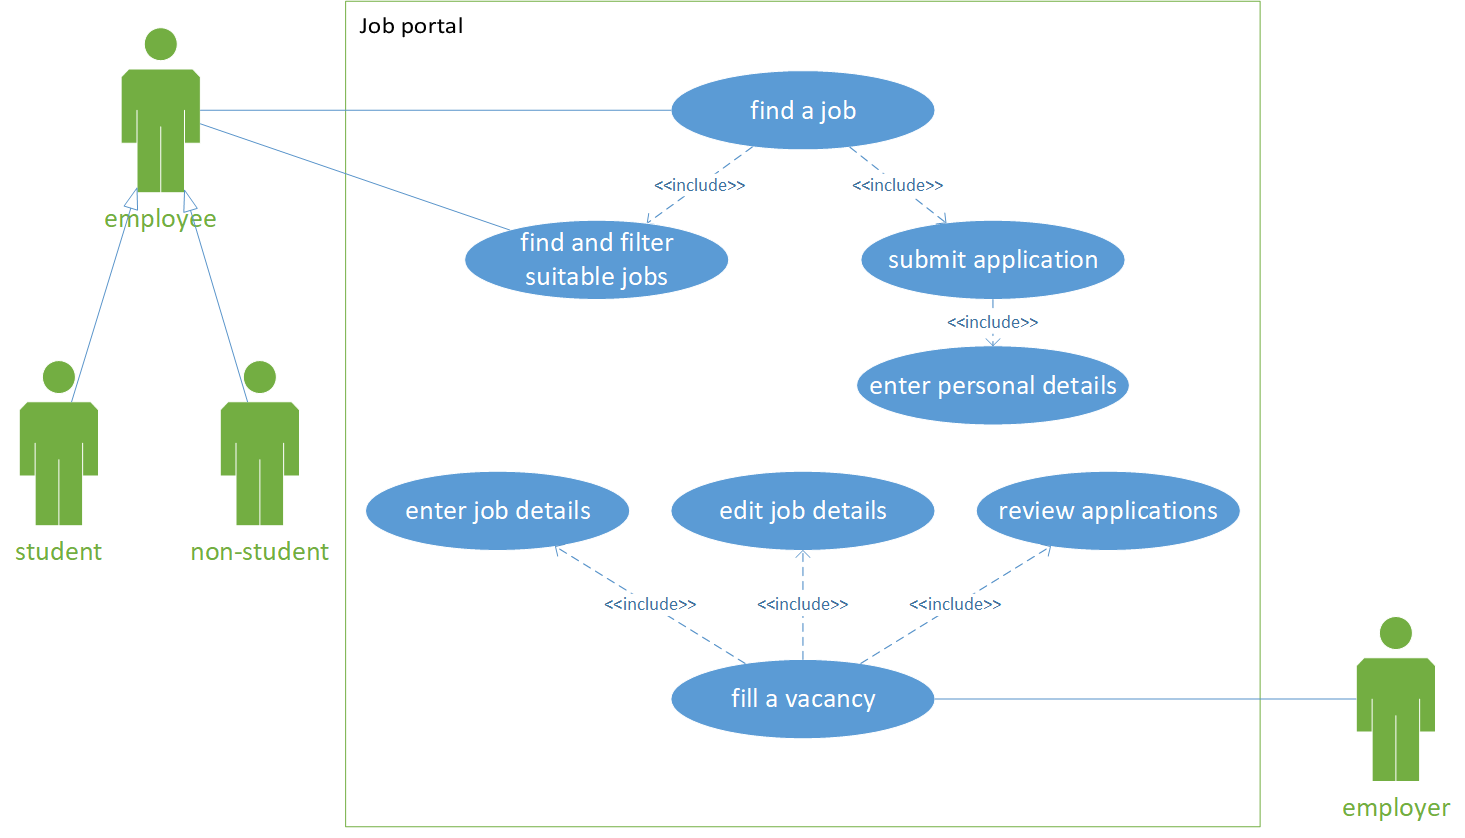 Job portal
find a job
<<include>>
<<include>>
employee
find and filter
suitable jobs
submit application
<<include>>
enter personal details
enter job details
edit job details
review applications
student
non-student
<<include>>
<<include>>
<<include>>
fill a vacancy
employer